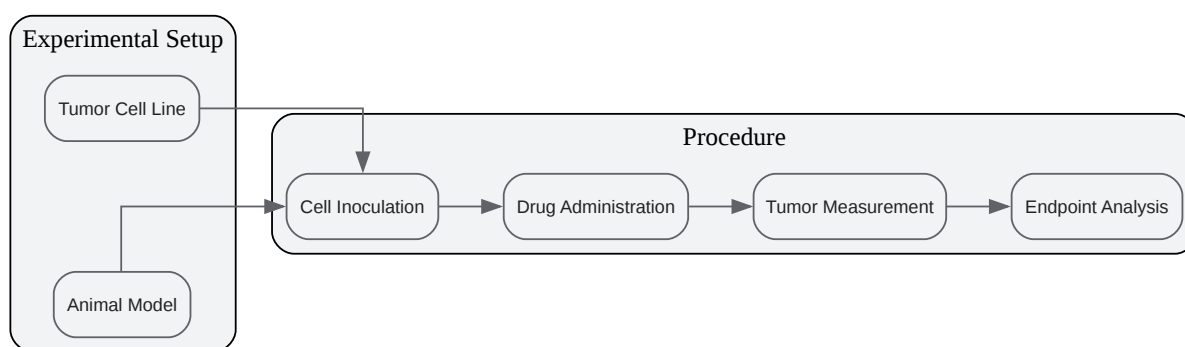 Experimental Setup
Tumor Cell Line
Animal Model
Procedure
Cell Inoculation
Drug Administration
Tumor Measurement
Endpoint Analysis